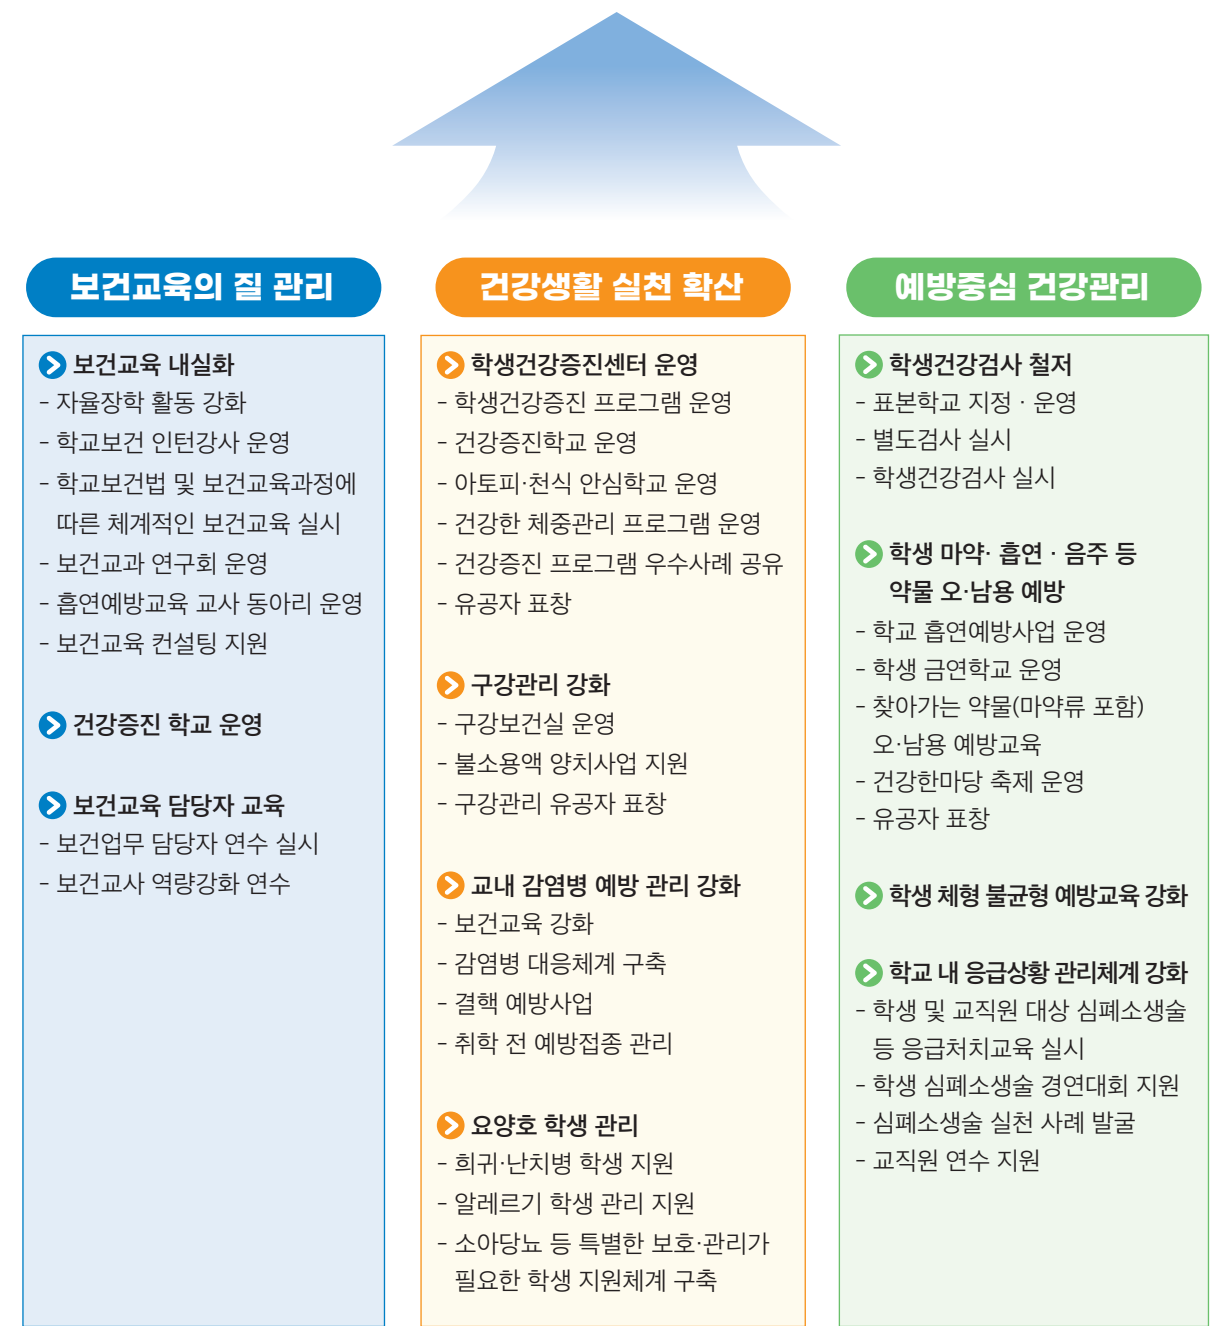 보건교육의 질 관리
보건교육 내실화
- 자율장학 활동 강화
- 학교보건 인턴강사 운영
- 학교보건법 및 보건교육과정에
따른 체계적인 보건교육 실시
- 보건교과 연구회 운영
- 흡연예방교육 교사 동아리 운영
- 보건교육 컨설팅 지원
건강증진 학교 운영
보건교육 담당자 교육
- 보건업무 담당자 연수 실시
- 보건교사 역량강화 연수
건강생활 실천 확산
학생건강증진센터 운영
- 학생건강증진 프로그램 운영
- 건강증진학교 운영
- 아토피·천식 안심학교 운영
- 건강한 체중관리 프로그램 운영
- 건강증진 프로그램 우수사례 공유
- 유공자 표창
구강관리 강화
- 구강보건실 운영
- 불소용액 양치사업 지원
- 구강관리 유공자 표창
교내 감염병 예방 관리 강화
- 보건교육 강화
- 감염병 대응체계 구축
- 결핵 예방사업
- 취학 전 예방접종 관리
요양호 학생 관리
- 희귀·난치병 학생 지원
- 알레르기 학생 관리 지원
- 소아당뇨 등 특별한 보호·관리가
필요한 학생 지원체계 구축
예방중심 건강관리
학생건강검사 철저
- 표본학교 지정 · 운영
- 별도검사 실시
- 학생건강검사 실시
학생 마약· 흡연 · 음주 등
약물 오·남용 예방
- 학교 흡연예방사업 운영
- 학생 금연학교 운영
- 찾아가는 약물(마약류 포함)
오·남용 예방교육
- 건강한마당 축제 운영
- 유공자 표창
학생 체형 불균형 예방교육 강화
학교 내 응급상황 관리체계 강화
- 학생 및 교직원 대상 심폐소생술
등 응급처치교육 실시
- 학생 심폐소생술 경연대회 지원
- 심폐소생술 실천 사례 발굴
- 교직원 연수 지원